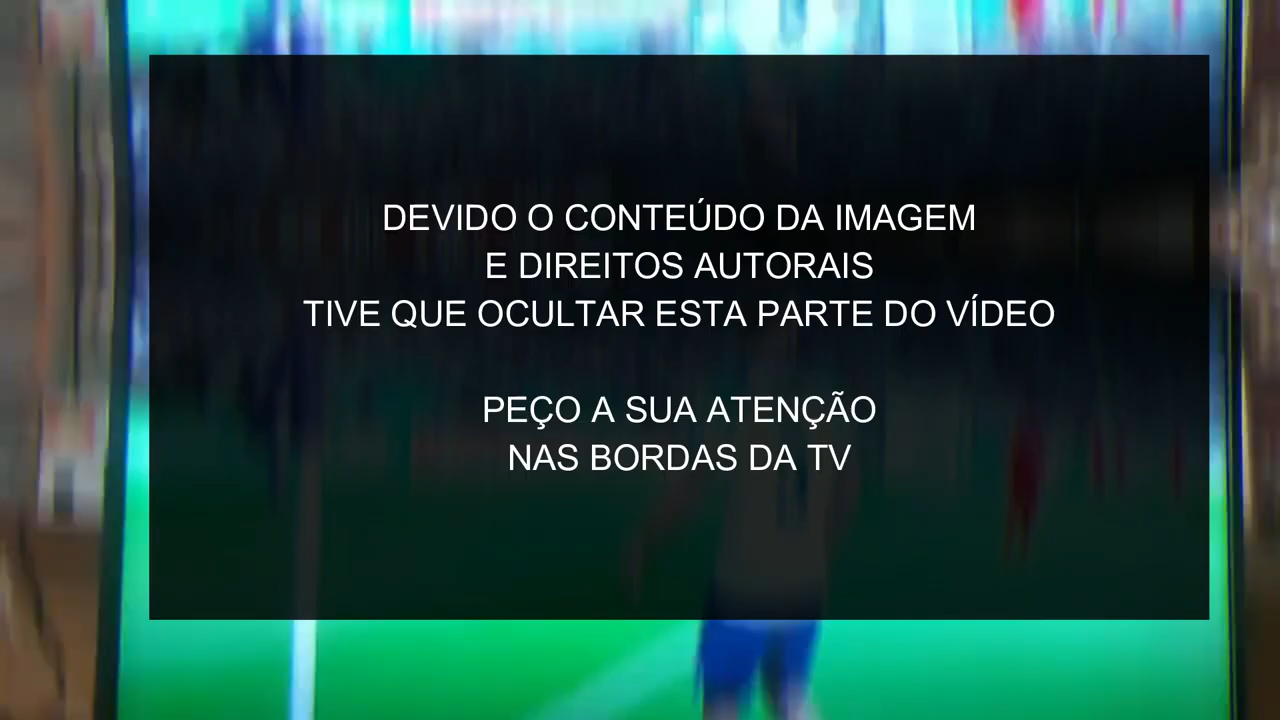 DEVIDO O CONTEÚDO DA IMAGEM
E DIREITOS AUTORAIS
TIVE QUE OCULTAR ESTA PARTE DO VÍDEO
PEÇO A SUA ATENÇÃO
NAS BORDAS DA TV